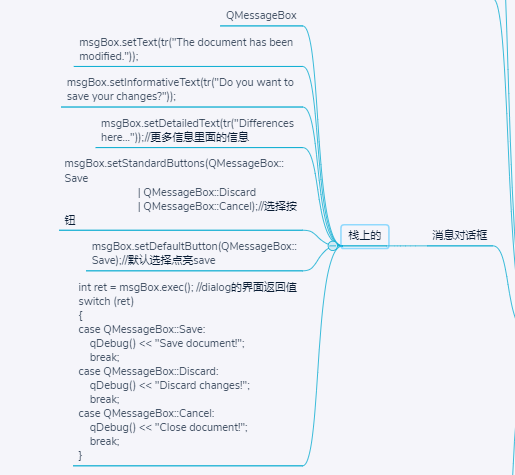 QMessageBox
msgBox.setText(tr("The document has been
modified."));
msgBox.setInformativeText(tr("Do you want to
save your changes?"));
msgBox.setDetailedText(tr("Differences
here..."));//更多信息里面的信息
msgBox.setStandardButtons(QMessageBox::
Save
| QMessageBox::Discard
| QMessageBox::Cancel);//选择按
钮
msgBox.setDefaultButton(QMessageBox::
Save);//默认选择点亮save
int ret = msgBox.exec(); //dialog的界面返回值
switch (ret)
{
case QMessageBox::Save:
qDebug() << "Save document!";
break;
case QMessageBox::Discard:
qDebug() << "Discard changes!";
break;
case QMessageBox::Cancel:
qDebug() << "Close document!";
break;
}
栈上的
消息对话框